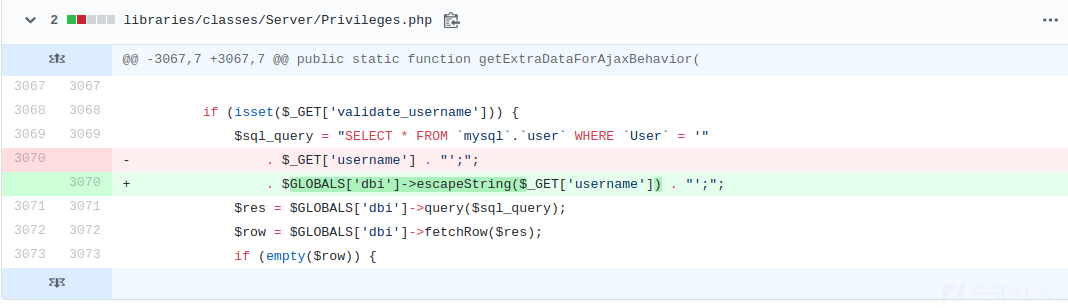 2 libraries/classes/Server/Privileges.php
@@ -3067,7 +3067,7 @@ public static function getExtraDataForAjaxBehavior(
3067 3067
3068 3068 if (isset($_GET['validate_username'])) {
3069 3069 $sql_query = "SELECT * FROM `mysql`.`user` WHERE `User` = '"
3070 - . $_GET['username'] . "';";
3070 + . $GLOBALS['dbi']->escapeString($_GET['username']) . "';";
3071 3071 $res = $GLOBALS['dbi']->query($sql_query);
3072 3072 $row = $GLOBALS['dbi']->fetchRow($res);
3073 3073 if (empty($row)) {